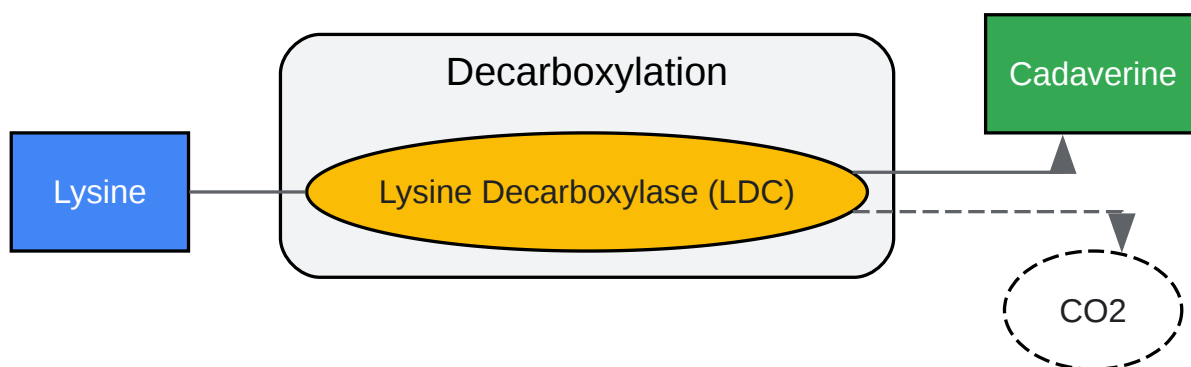 Decarboxylation
Cadaverine
Lysine
Lysine Decarboxylase (LDC)
CO2